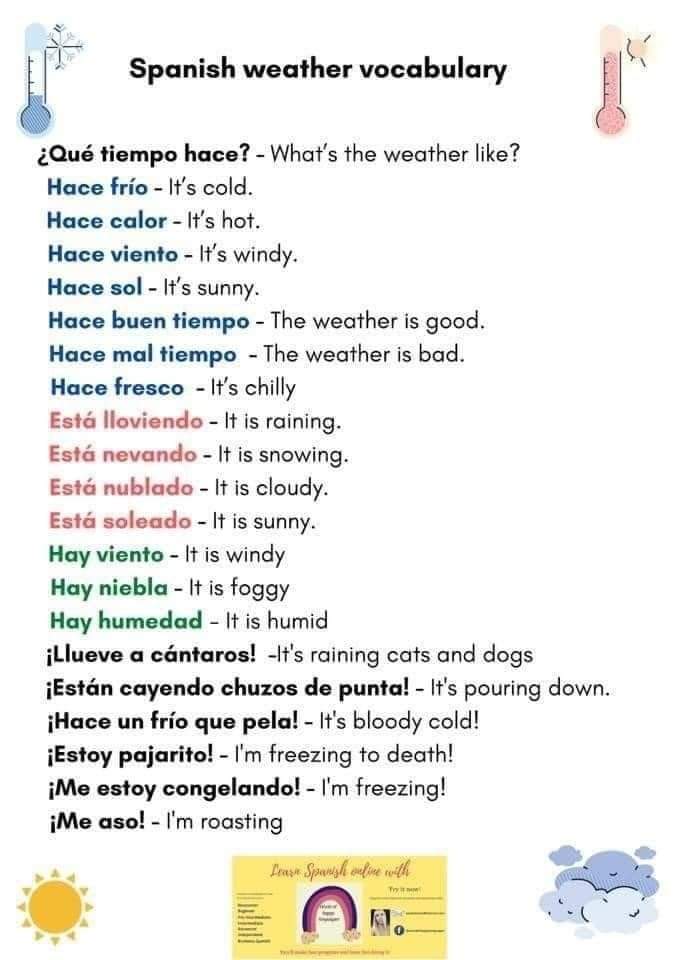 Spanish weather vocabulary
¿Qué tiempo hace? - What's the weather like?
Hace frío - It's cold.
Hace calor - It's hot.
Hace viento - It's windy.
Hace sol - It's sunny.
Hace buen tiempo - The weather is good.
Hace mal tiempo - The weather is bad.
Hace fresco - It's chilly
Está lloviendo - It is raining.
Está nevando - It is snowing.
Está nublado - It is cloudy.
Está soleado - It is sunny.
Hay viento - It is windy
Hay niebla - It is foggy
Hay humedad - It is humid
¡Llueve a cántaros! -It's raining cats and dogs
¡Están cayendo chuzos de punta! - It's pouring down.
¡Hace un frío que pela! - It's bloody cold!
¡Estoy pajarito! - I'm freezing to death!
¡Me estoy congelando! - I'm freezing!
¡Me aso! - I'm roasting
Learn Spanish online with
Try it now!